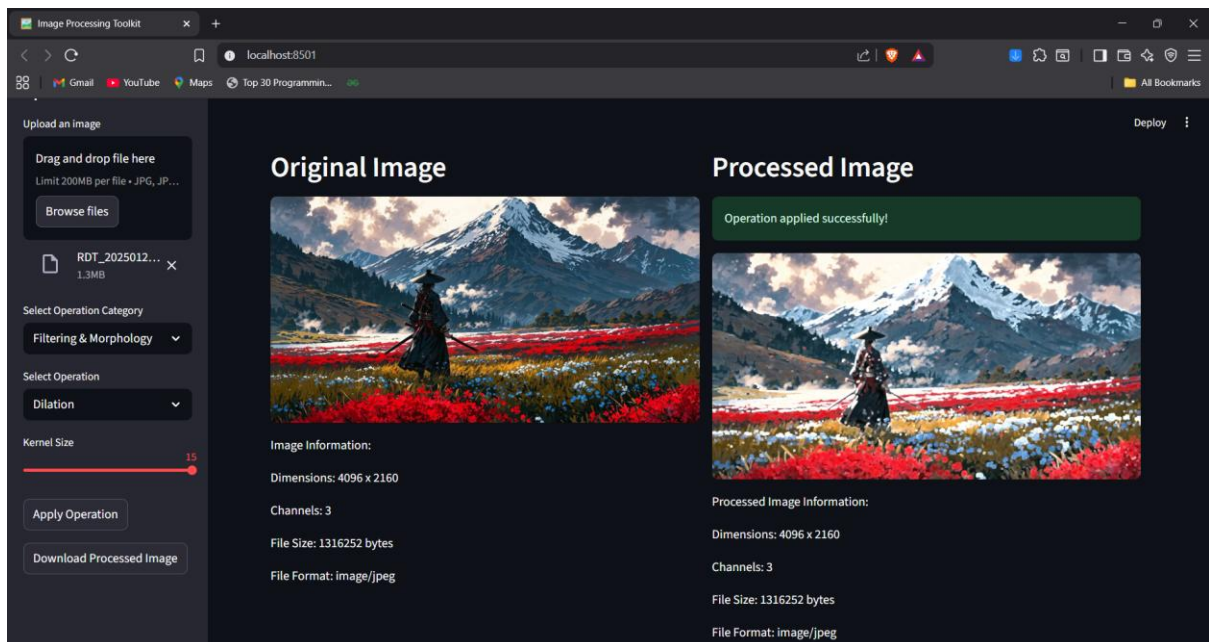 Image Processing Toolkit
localhost:8501
Gmail
YouTube
Maps
Top 30 Programmin...
All Bookmarks
Upload an image
Drag and drop file here
Limit 200MB per file • JPG, JP...
Browse files
RDT_2025012...
1.3MB
Select Operation Category
Filtering & Morphology
Select Operation
Dilation
Kernel Size
15
Apply Operation
Download Processed Image
Deploy
Original Image
Image Information:
Dimensions: 4096 x 2160
Channels: 3
File Size: 1316252 bytes
File Format: image/jpeg
Processed Image
Operation applied successfully!
Processed Image Information:
Dimensions: 4096 x 2160
Channels: 3
File Size: 1316252 bytes
File Format: image/jpeg